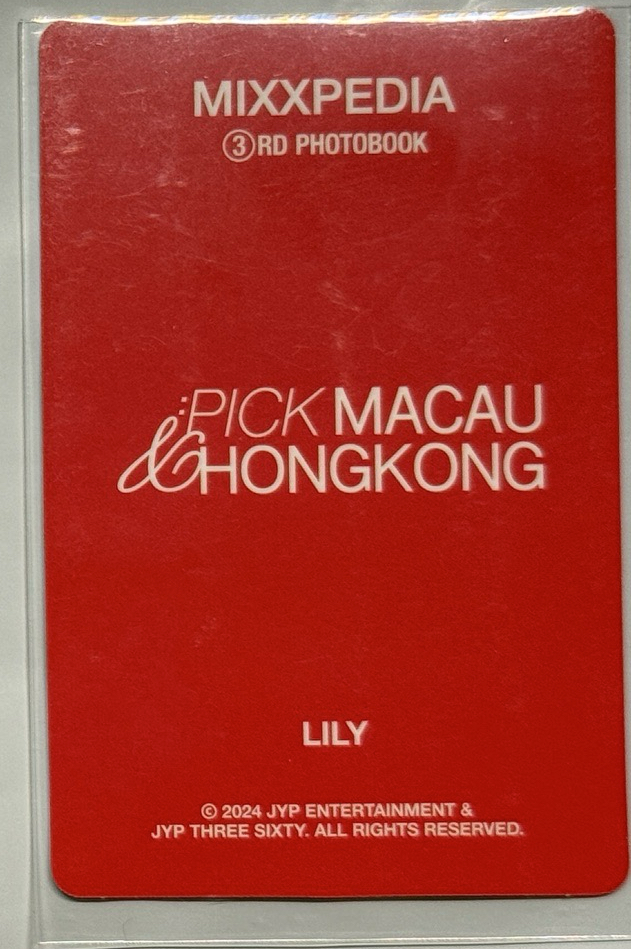 MIXXPEDIA
③RD PHOTOBOOK
:PICK MACAU
&HONGKONG
LILY
© 2024 JYP ENTERTAINMENT &
JYP THREE SIXTY. ALL RIGHTS RESERVED.